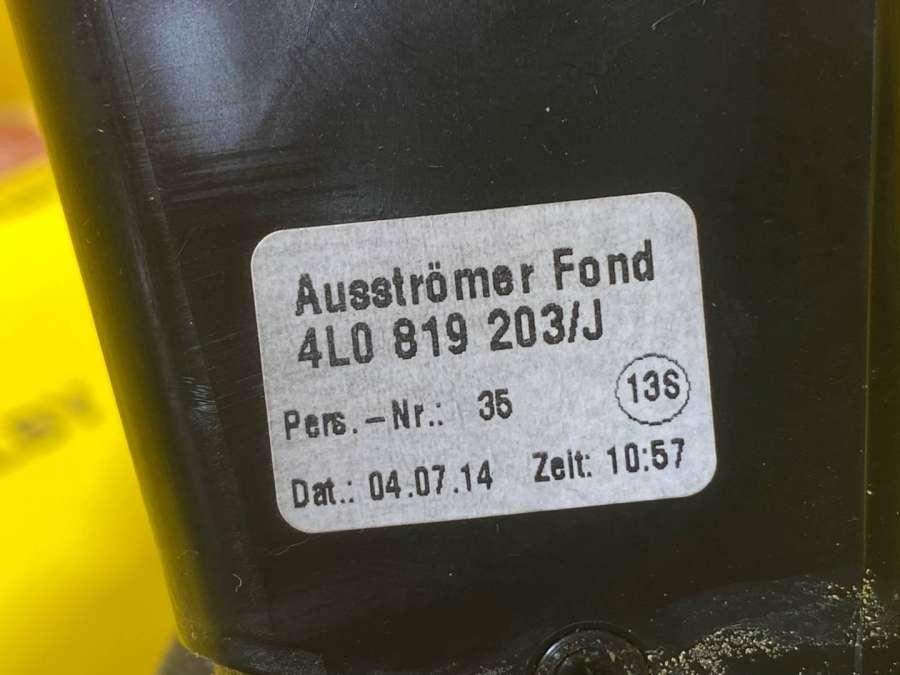 Ausströmer Fond
4L0 819 203/J
Pers.-Nr.: 35
13S
Dat.: 04.07.14 Zeit: 10:57